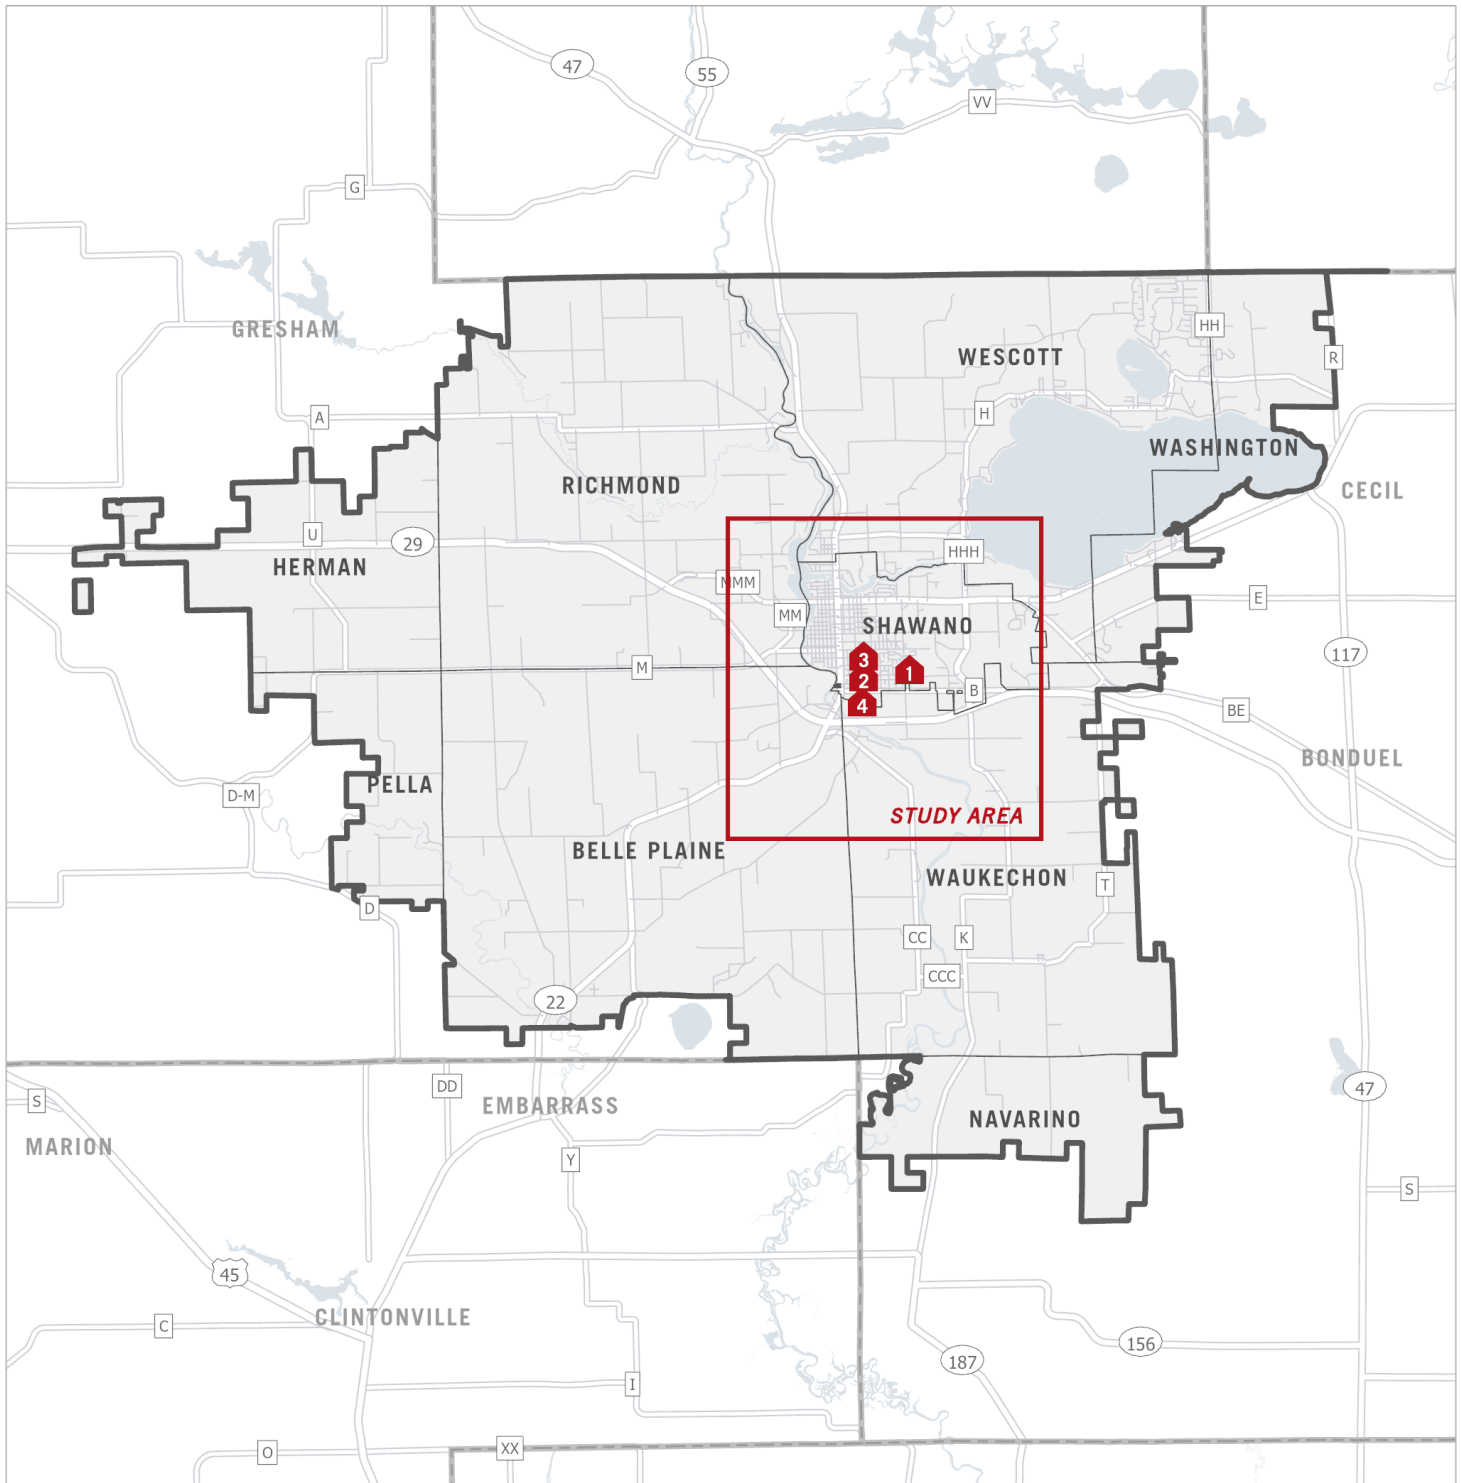 47
55
VV
G
GRESHAM
HH
WESCOTT
R
A
H
WASHINGTON
RICHMOND
CECIL
U
29
HHH
HERMAN
MMM
E
MM
SHAWANO
117
3
M
1
2
B
4
BE
BONDUEL
PELLA
D-M
STUDY AREA
BELLE PLAINE
WAUKECHON
T
D
CC
K
CCC
22
DD
47
S
EMBARRASS
NAVARINO
MARION
Y
S
45
CLINTONVILLE
C
156
187
I
XX
O